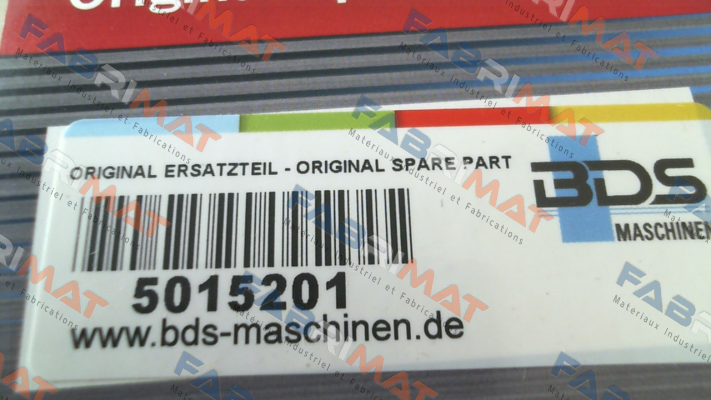 ORIGINAL ERSATZTEIL - ORIGINAL SPARE PART
BDS
MASCHINEN
5015201
www.bds-maschinen.de
FABRIMAT
Materiaux Industriel et Fabrications